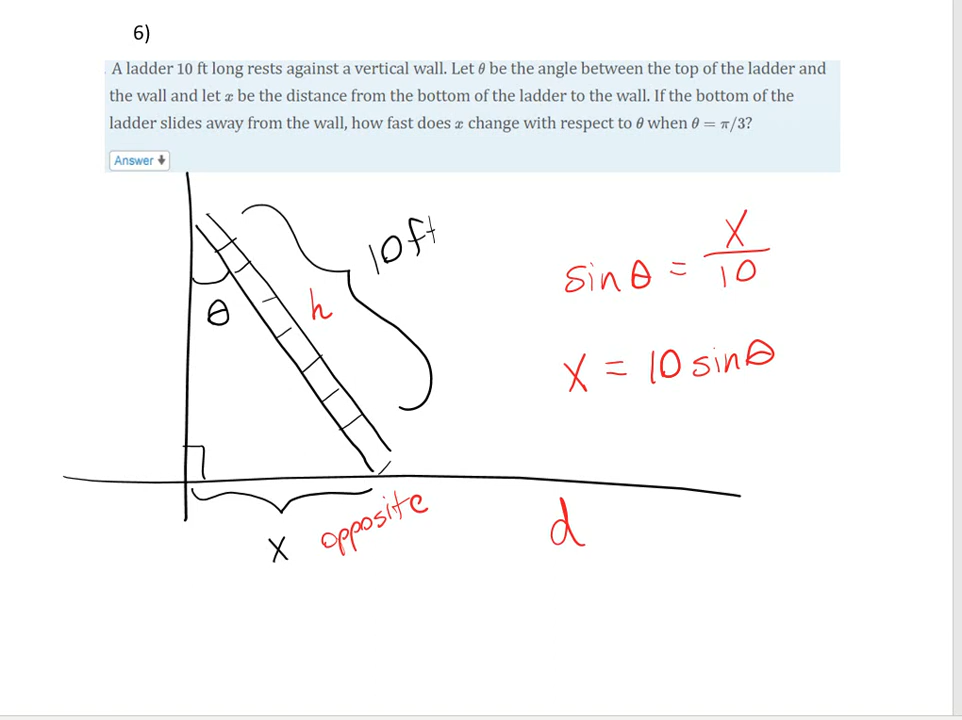 6)
A ladder 10 ft long rests against a vertical wall. Let θ be the angle between the top of the ladder and
the wall and let x be the distance from the bottom of the ladder to the wall. If the bottom of the
ladder slides away from the wall, how fast does x change with respect to θ when θ = π/3?
Answer
10ft
sin θ = x/10
h
θ
x = 10 sin θ
x opposite
d